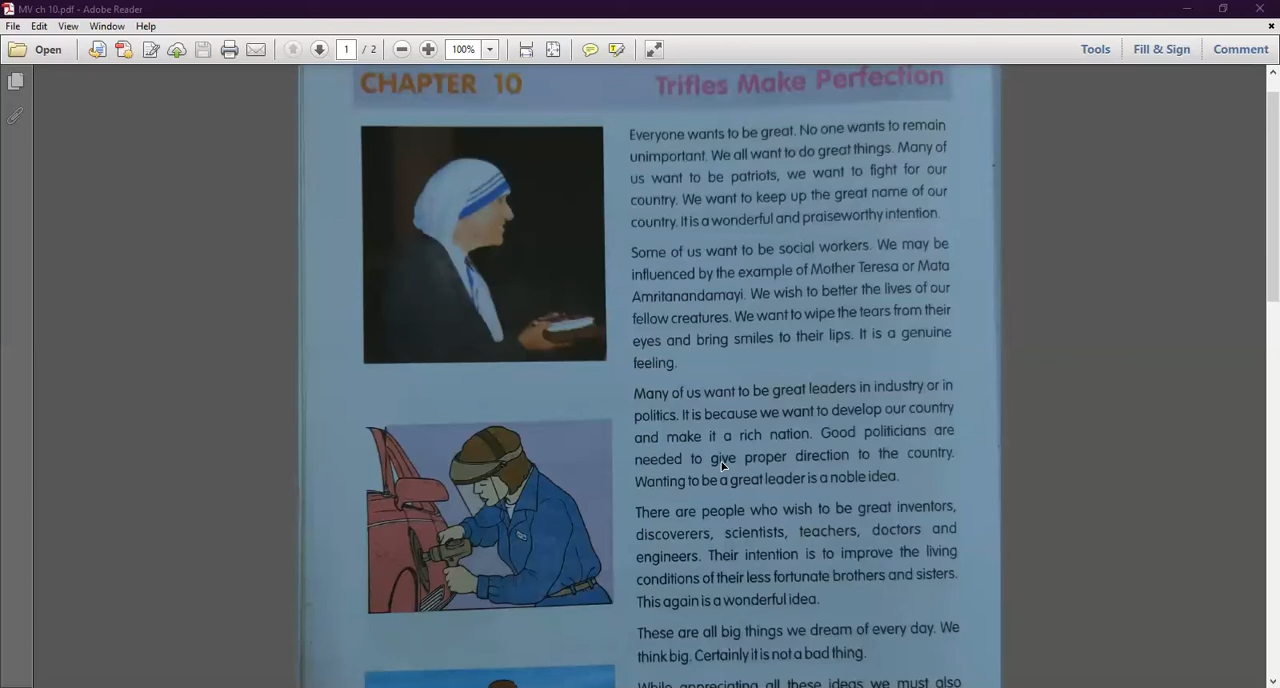 MV ch 10.pdf - Adobe Reader
File Edit View Window Help
Open 1 / 2 100% Tools Fill & Sign Comment
CHAPTER 10 Trifles Make Perfection
Everyone wants to be great. No one wants to remain
unimportant. We all want to do great things. Many of
us want to be patriots, we want to fight for our
country. We want to keep up the great name of our
country. It is a wonderful and praiseworthy intention.
Some of us want to be social workers. We may be
influenced by the example of Mother Teresa or Mata
Amritanandamayi. We wish to better the lives of our
fellow creatures. We want to wipe the tears from their
eyes and bring smiles to their lips. It is a genuine
feeling.
Many of us want to be great leaders in industry or in
politics. It is because we want to develop our country
and make it a rich nation. Good politicians are
needed to give proper direction to the country.
Wanting to be a great leader is a noble idea.
There are people who wish to be great inventors,
discoverers, scientists, teachers, doctors and
engineers. Their intention is to improve the living
conditions of their less fortunate brothers and sisters.
This again is a wonderful idea.
These are all big things we dream of every day. We
think big. Certainly it is not a bad thing.
While appreciating all these ideas we must also